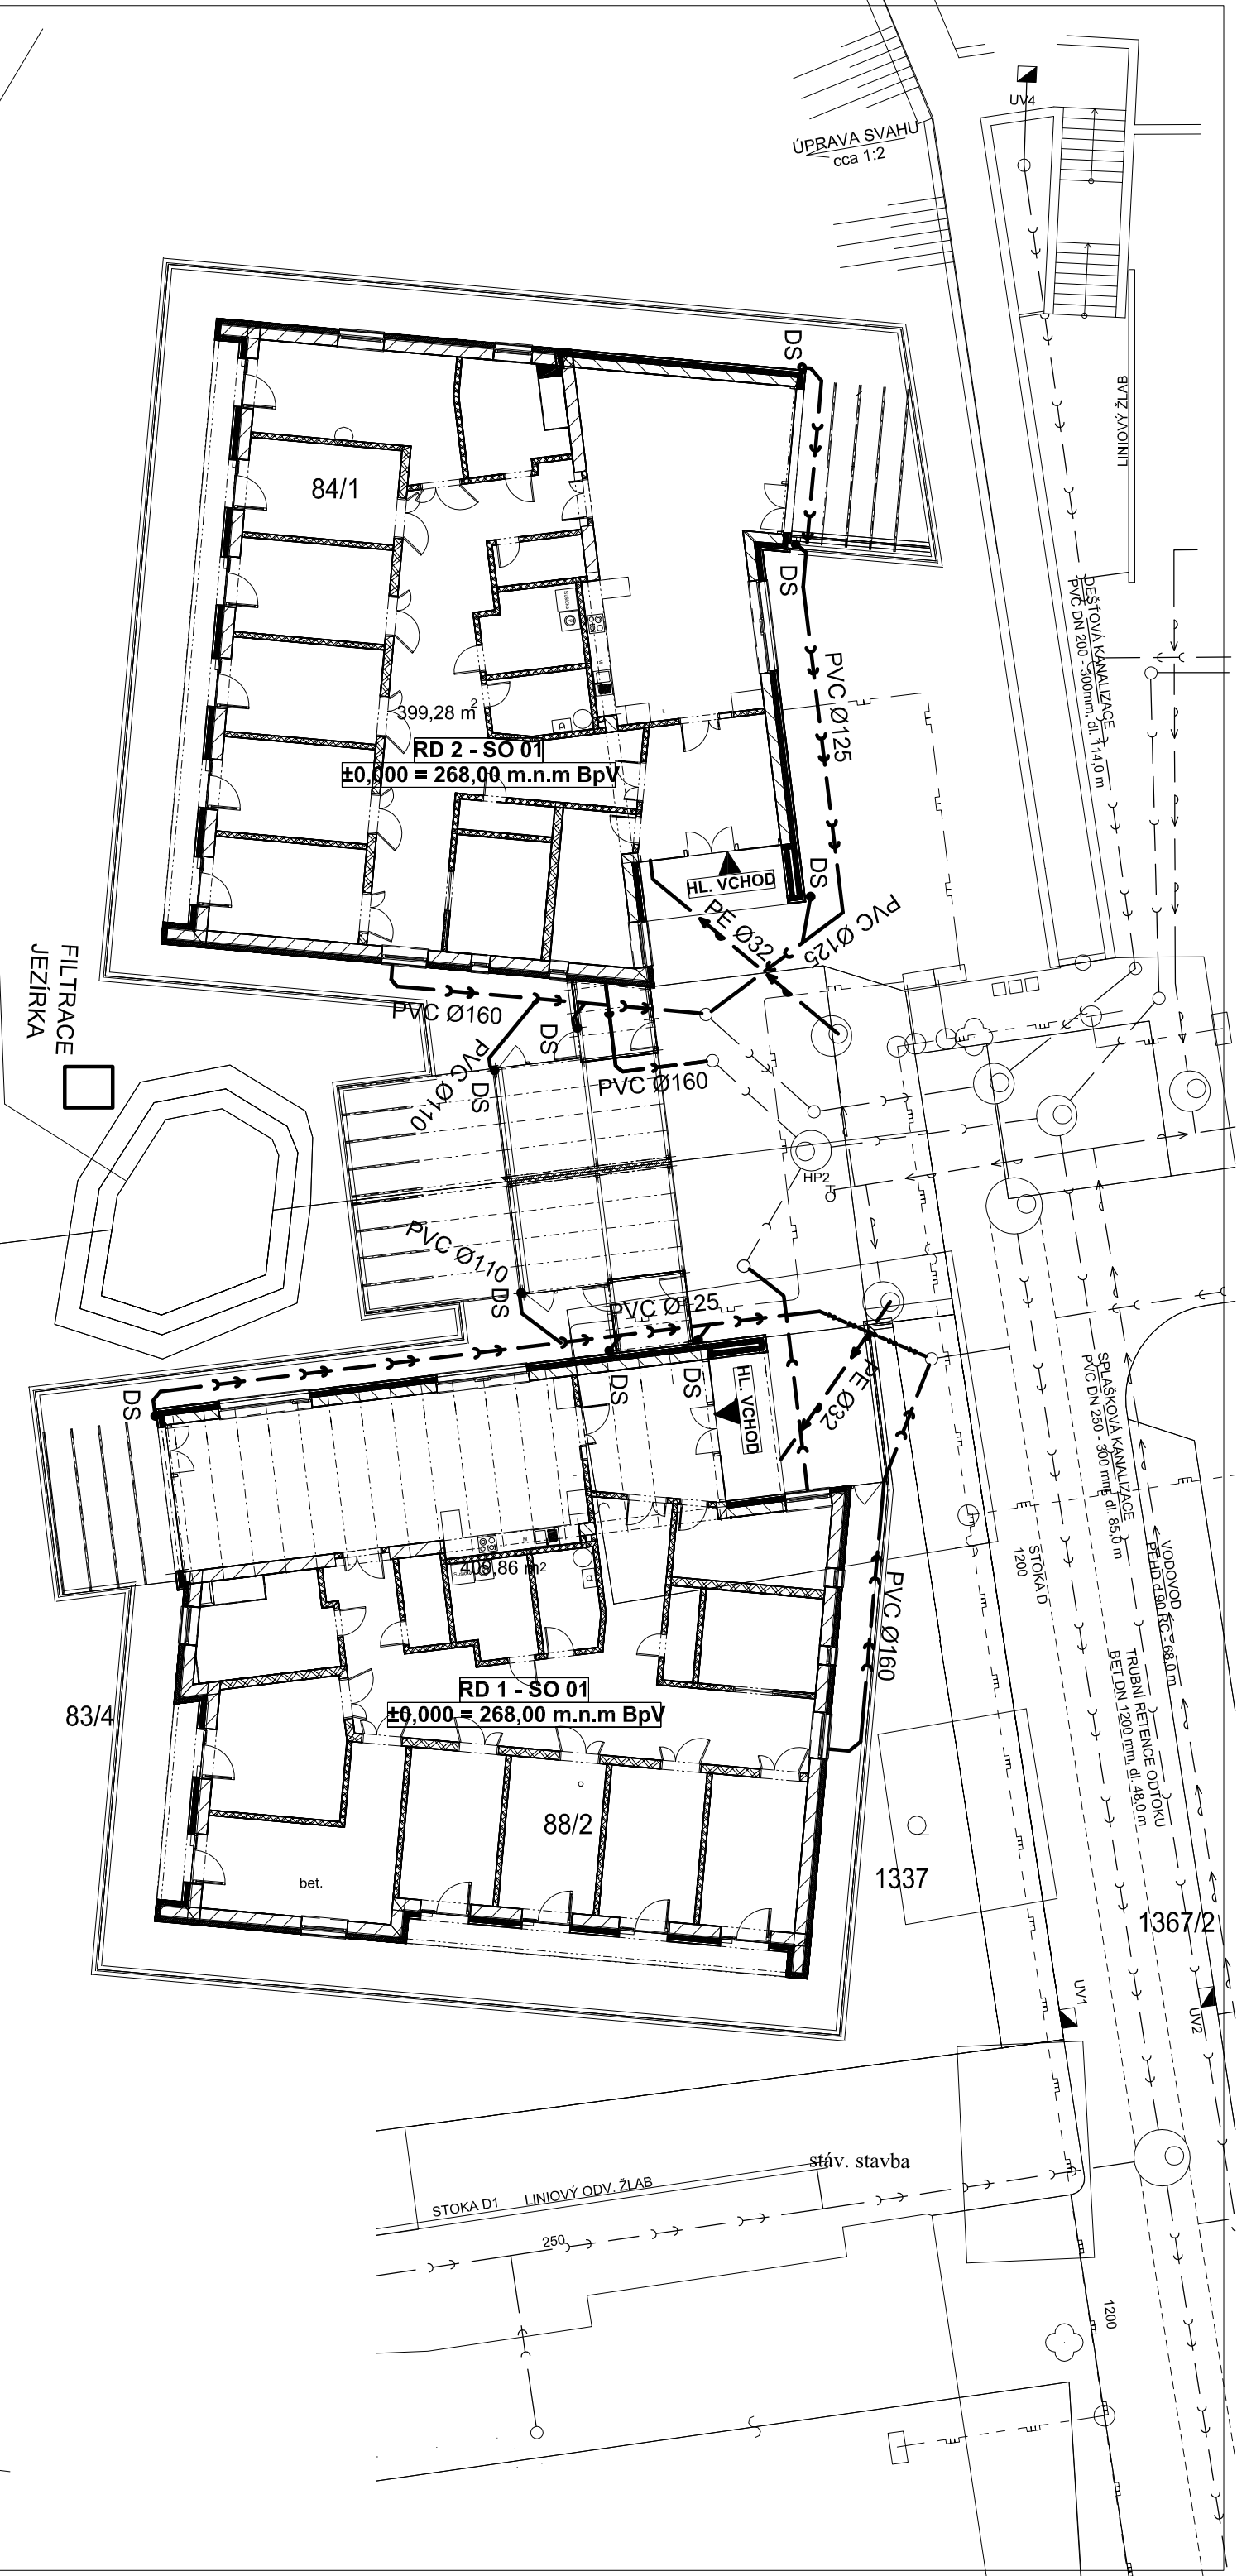 UV4
ÚPRAVA SVAHU
cca 1:2
LINIOVÝ ŽLAB
DS
84/1
DS
DEŠŤOVÁ KANALIZACE
PVC DN 200 - 300mm, dl. 114,0 m
PVC Ø125
399,28 m2
RD 2 - SO 01
±0,000 = 268,00 m.n.m BpV
HL. VCHOD
DS
PE Ø32
PVC Ø125
FILTRACE
JEZÍRKA
PVC Ø160
DS
PVC Ø110
DS
PVC Ø160
HP2
PVC Ø110
DS
PVC Ø125
DS
DS
DS
HL. VCHOD
PE Ø32
SPLAŠKOVÁ KANALIZACE
PVC DN 250 - 300 mm, dl. 85,0 m
STOKA D
1200
VODOVOD
PEHD d 90 RC - 68,0 m
TRUBNÍ RETENCE ODTOKU
BET DN 1200 mm, dl. 48,0 m
409,86 m2
PVC Ø160
RD 1 - SO 01
±0,000 = 268,00 m.n.m BpV
83/4
88/2
bet.
1337
1367/2
UV1
UV2
stáv. stavba
STOKA D1
LINIOVÝ ODV. ŽLAB
250
1200